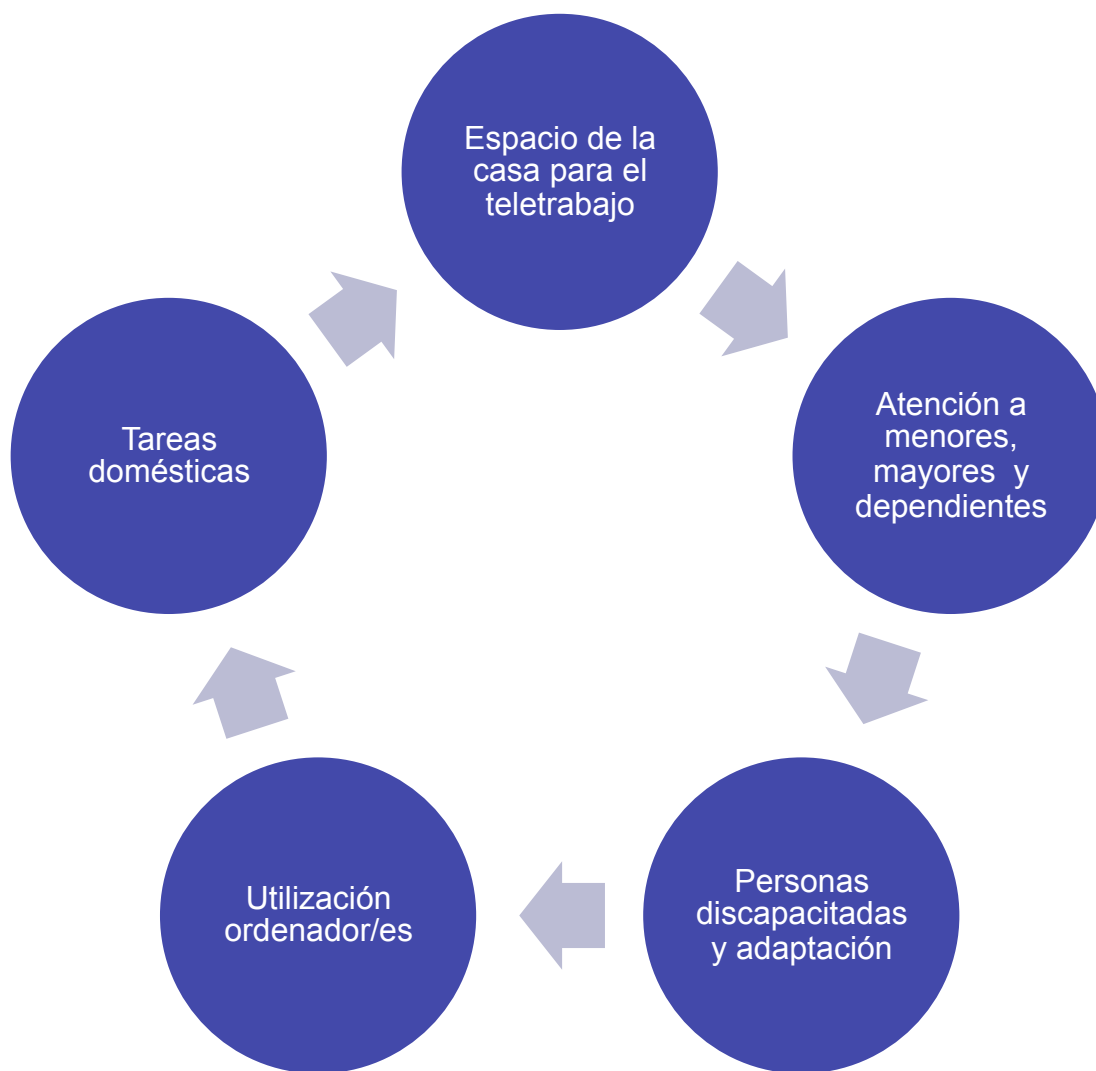 Espacio de la
casa para el
teletrabajo
Atención a
menores,
mayores  y
dependientes
Personas
discapacitadas
y adaptación
Utilización
ordenador/es
Tareas
domésticas